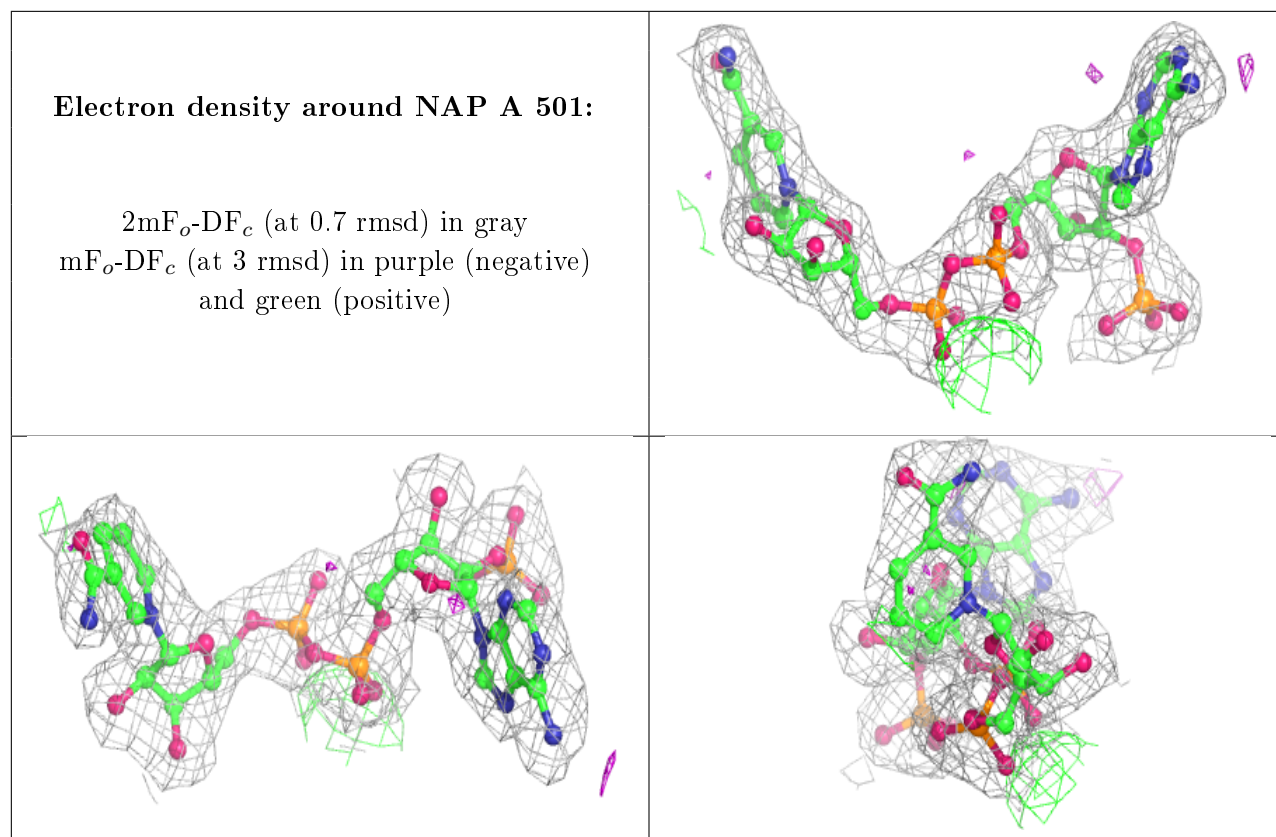 Electron density around NAP A 501:
2mFo-DFc (at 0.7 rmsd) in gray
mFo-DFc (at 3 rmsd) in purple (negative)
and green (positive)